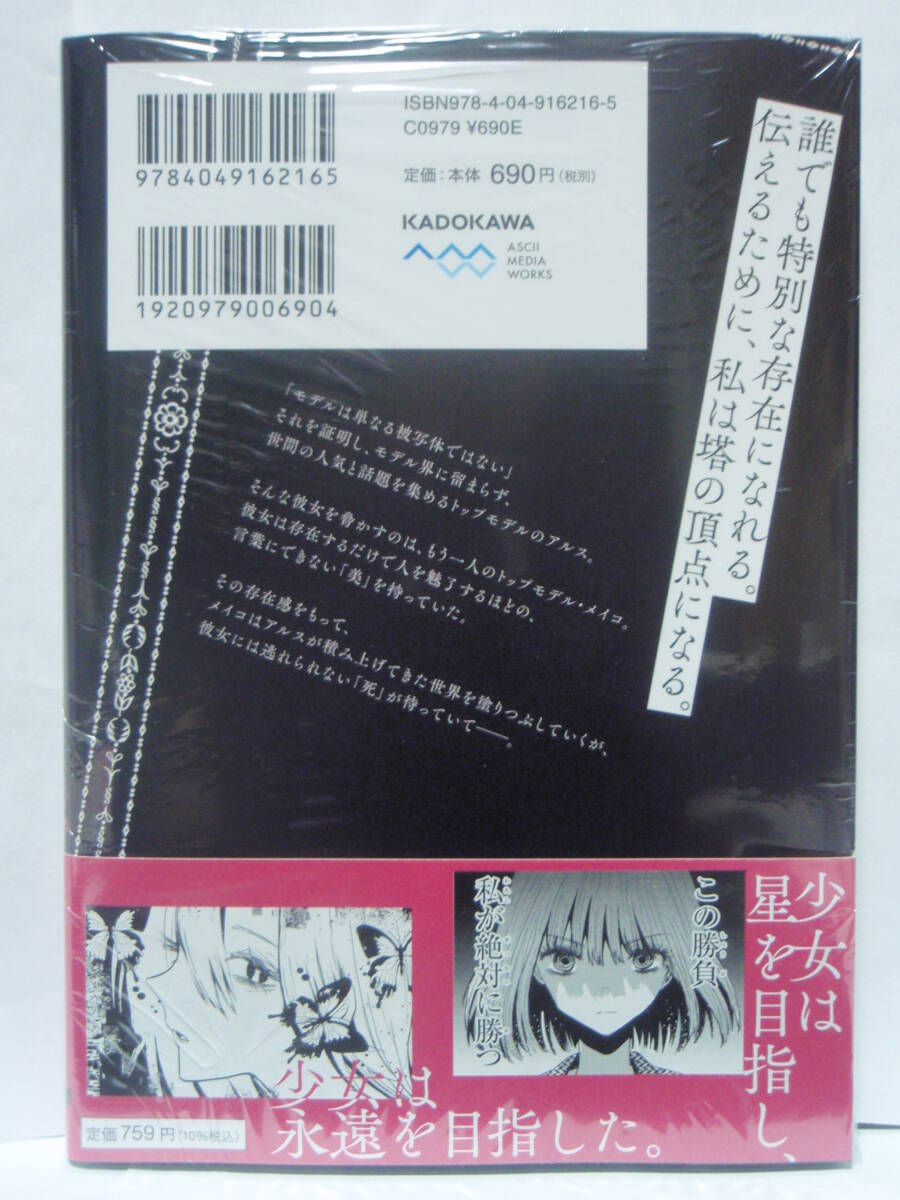 ISBN978-4-04-916216-5
C0979 ¥690E
定価：本体 690円（税別）
KADOKAWA
ASCII
MEDIA
WORKS
9784049162165
1920979006904
誰でも特別な存在になれる。
伝えるために、私は塔の頂点になる。
「モデルは単なる被写体ではない」
それを証明し、モデル界に留まらず、
世間の人気と話題を集めるトップモデルのアルス。
そんな彼女を脅かすのは、もう一人のトップモデル・メイコ。
彼女は存在するだけで人を魅了するほどの、
言葉にできない「美」を持っていた。
その存在感をもって、
メイコはアルスが積み上げてきた世界を塗りつぶしていくが、
彼女には逃れられない「死」が待っていて──。
少女は
星を目指し、
この勝負
私が絶対に勝つ
少女は
永遠を目指した。
定価759円（10%税込）